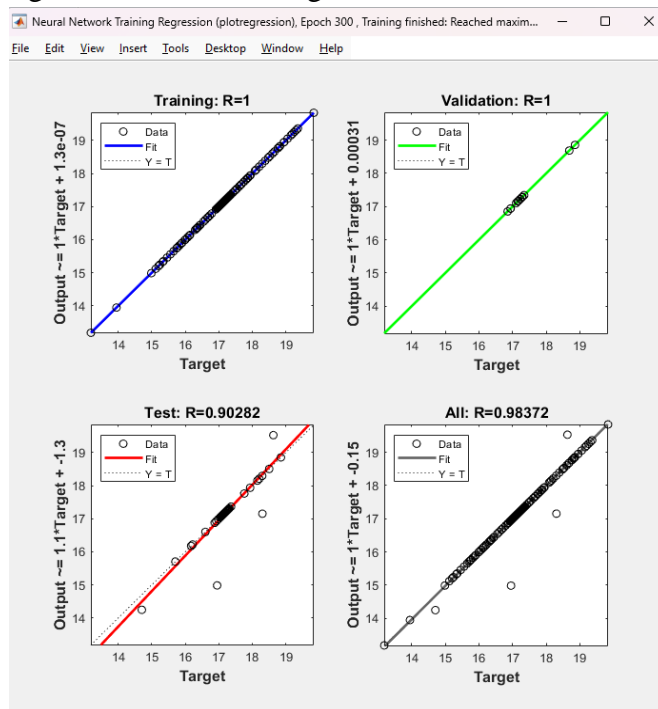 Neural Network Training Regression (plotregression), Epoch 300 , Training finished: Reached maxim...
File Edit View Insert Tools Desktop Window Help
Training: R=1
Output ~= 1*Target + 1.3e-07
19
18
17
16
15
14
Data
Fit
Y = T
14 15 16 17 18 19
Target
Validation: R=1
Output ~= 1*Target + 0.00031
19
18
17
16
15
14
Data
Fit
Y = T
14 15 16 17 18 19
Target
Test: R=0.90282
Output ~= 1.1*Target + -1.3
19
18
17
16
15
14
Data
Fit
Y = T
14 15 16 17 18 19
Target
All: R=0.98372
Output ~= 1*Target + -0.15
19
18
17
16
15
14
Data
Fit
Y = T
14 15 16 17 18 19
Target